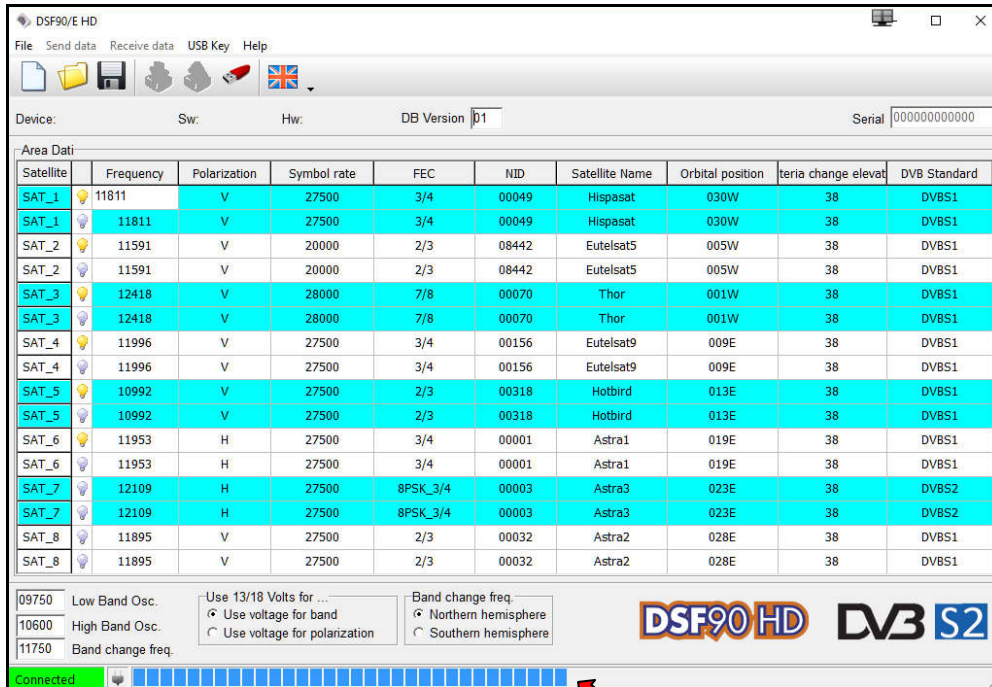 DSF90/E HD
File Send data Receive data USB Key Help
Device: Sw: Hw: DB Version 01 Serial 000000000000
Area Dati
Satellite Frequency Polarization Symbol rate FEC NID Satellite Name Orbital position teria change elevat DVB Standard
SAT_1 11811 V 27500 3/4 00049 Hispasat 030W 38 DVBS1
SAT_1 11811 V 27500 3/4 00049 Hispasat 030W 38 DVBS1
SAT_2 11591 V 20000 2/3 08442 Eutelsat5 005W 38 DVBS1
SAT_2 11591 V 20000 2/3 08442 Eutelsat5 005W 38 DVBS1
SAT_3 12418 V 28000 7/8 00070 Thor 001W 38 DVBS1
SAT_3 12418 V 28000 7/8 00070 Thor 001W 38 DVBS1
SAT_4 11996 V 27500 3/4 00156 Eutelsat9 009E 38 DVBS1
SAT_4 11996 V 27500 3/4 00156 Eutelsat9 009E 38 DVBS1
SAT_5 10992 V 27500 2/3 00318 Hotbird 013E 38 DVBS1
SAT_5 10992 V 27500 2/3 00318 Hotbird 013E 38 DVBS1
SAT_6 11953 H 27500 3/4 00001 Astra1 019E 38 DVBS1
SAT_6 11953 H 27500 3/4 00001 Astra1 019E 38 DVBS1
SAT_7 12109 H 27500 8PSK_3/4 00003 Astra3 023E 38 DVBS2
SAT_7 12109 H 27500 8PSK_3/4 00003 Astra3 023E 38 DVBS2
SAT_8 11895 V 27500 2/3 00032 Astra2 028E 38 DVBS1
SAT_8 11895 V 27500 2/3 00032 Astra2 028E 38 DVBS1
09750 Low Band Osc.
10600 High Band Osc.
11750 Band change freq.
Use 13/18 Volts for ...
Use voltage for band
Use voltage for polarization
Band change freq.
Northern hemisphere
Southern hemisphere
DSF90 HD
DVB S2
Connected